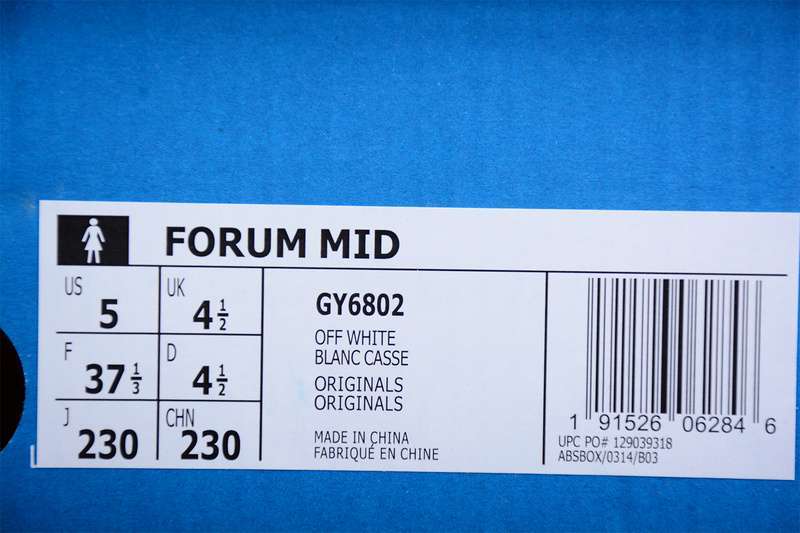 FORUM MID
US 5 UK 4 1/2
F 37 1/3 D 4 1/2
J 230 CHN 230
GY6802
OFF WHITE
BLANC CASSE
ORIGINALS
ORIGINALS
MADE IN CHINA
FABRIQUÉ EN CHINE
1 91526 06284 6
UPC PO# 129039318
ABSBOX/0314/B03